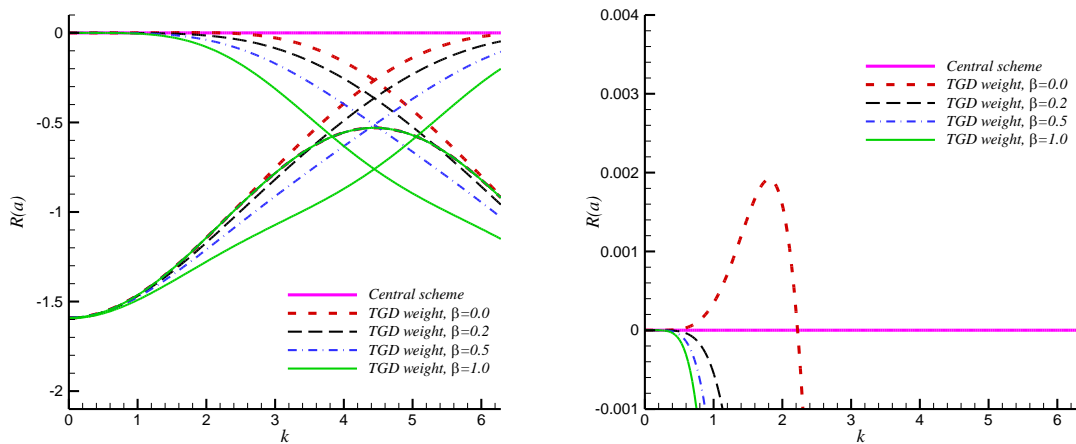 0
-0.5
-1
-1.5
-2
R(a)
0
1
2
3
4
5
6
k
Central scheme
TGD weight, β=0.0
TGD weight, β=0.2
TGD weight, β=0.5
TGD weight, β=1.0
0.004
0.003
0.002
0.001
0
-0.001
R(a)
0
1
2
3
4
5
6
k
Central scheme
TGD weight, β=0.0
TGD weight, β=0.2
TGD weight, β=0.5
TGD weight, β=1.0